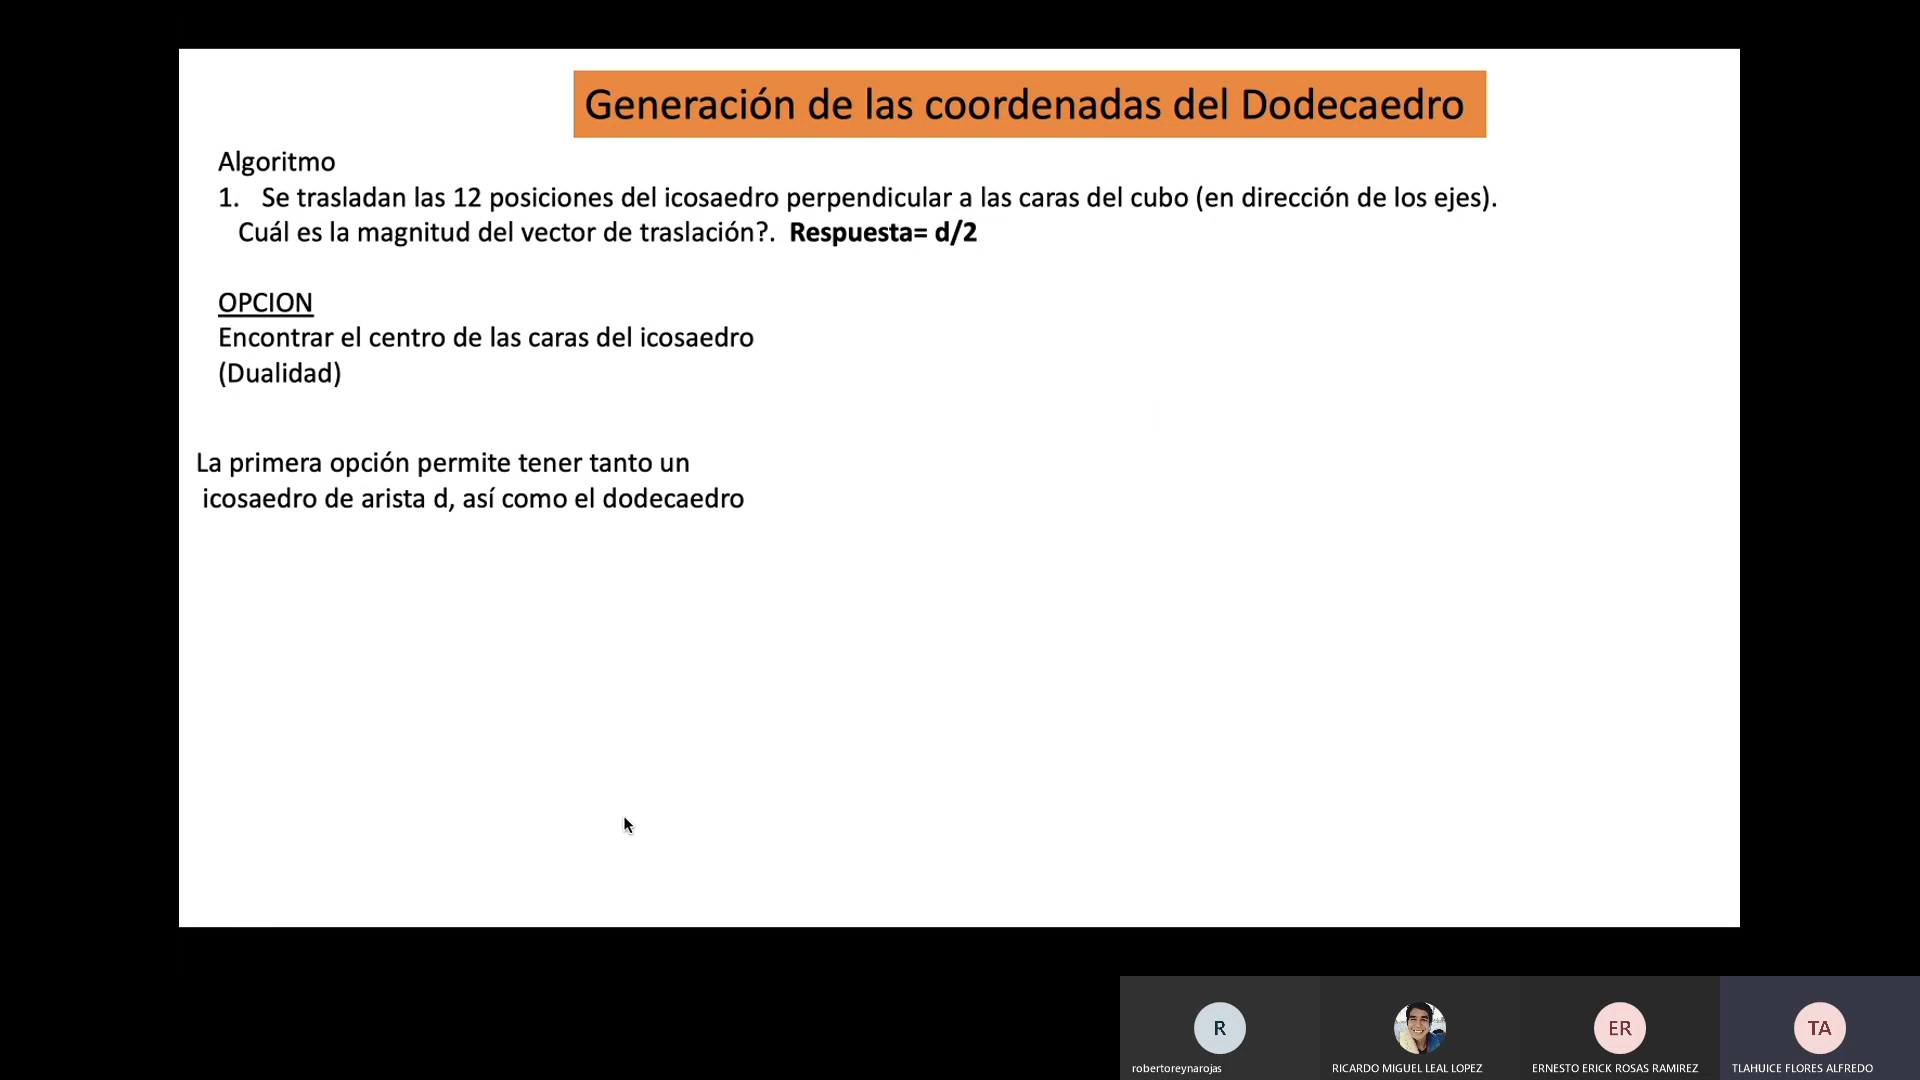 Generación de las coordenadas del Dodecaedro
Algoritmo
1. Se trasladan las 12 posiciones del icosaedro perpendicular a las caras del cubo (en dirección de los ejes).
Cuál es la magnitud del vector de traslación?. Respuesta= d/2
OPCION
Encontrar el centro de las caras del icosaedro
(Dualidad)
La primera opción permite tener tanto un
icosaedro de arista d, así como el dodecaedro
R
ER
TA
robertoreynarojas
RICARDO MIGUEL LEAL LOPEZ
ERNESTO ERICK ROSAS RAMIREZ
TLAHUICE FLORES ALFREDO